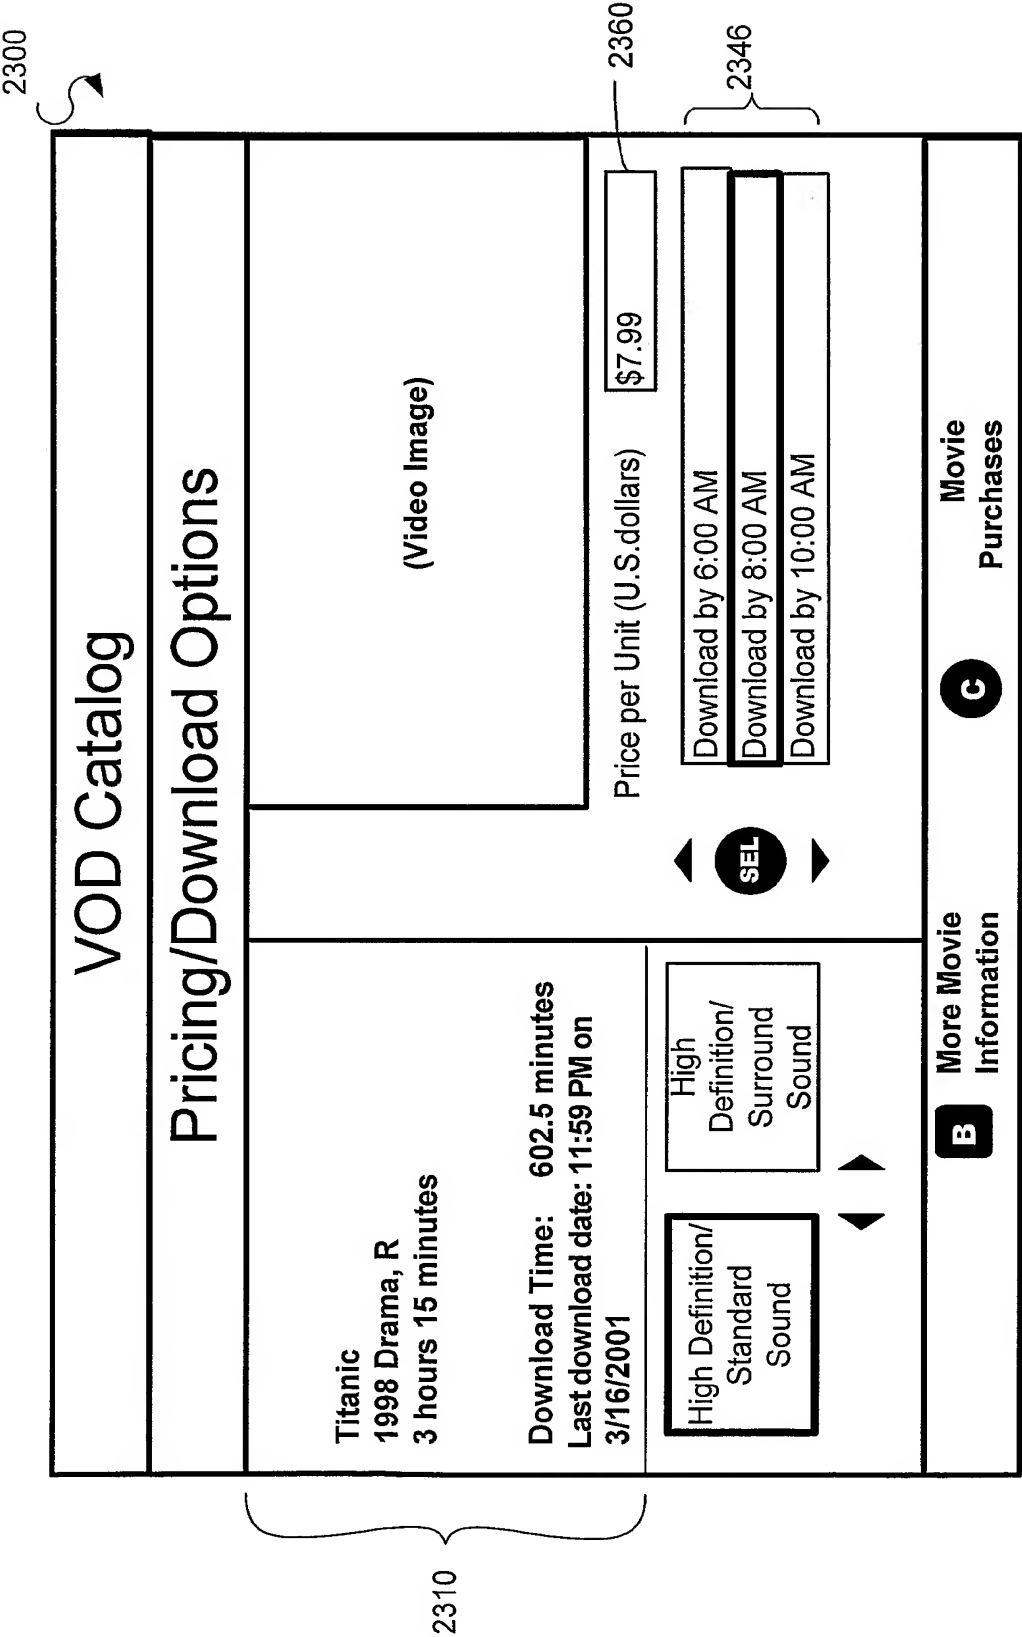 2300
VOD Catalog
Pricing/Download Options
Titanic
1998 Drama, R
3 hours 15 minutes
Download Time: 602.5 minutes
Last download date: 11:59 PM on
3/16/2001
2310
(Video Image)
Price per Unit (U.S.dollars)
$7.99
2360
High Definition/
Standard
Sound
High
Definition/
Surround
Sound
SEL
Download by 6:00 AM
Download by 8:00 AM
Download by 10:00 AM
2346
B
More Movie
Information
C
Movie
Purchases